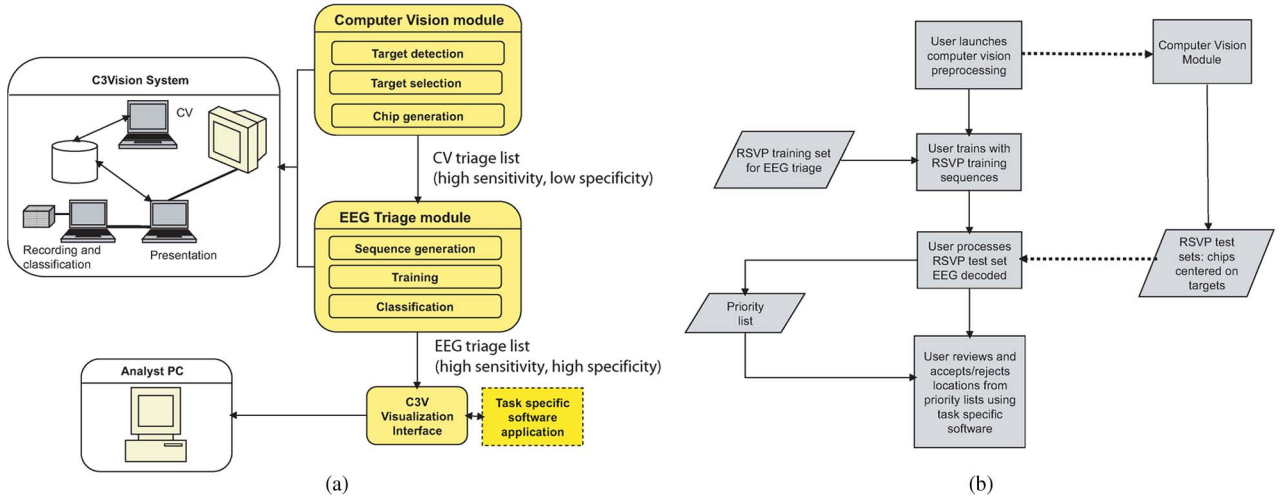 Computer Vision module
Target detection
Target selection
Chip generation
C3Vision System
CV
Recording and
classification
Presentation
CV triage list
(high sensitivity, low specificity)
EEG Triage module
Sequence generation
Training
Classification
EEG triage list
(high sensitivity, high specificity)
Analyst PC
C3V
Visualization
Interface
Task specific
software
application
(a)
User launches
computer vision
preprocessing
Computer Vision
Module
RSVP training set
for EEG triage
User trains with
RSVP training
sequences
User processes
RSVP test set
EEG decoded
RSVP test
sets: chips
centered on
targets
Priority
list
User reviews and
accepts/rejects
locations from
priority lists using
task specific
software
(b)